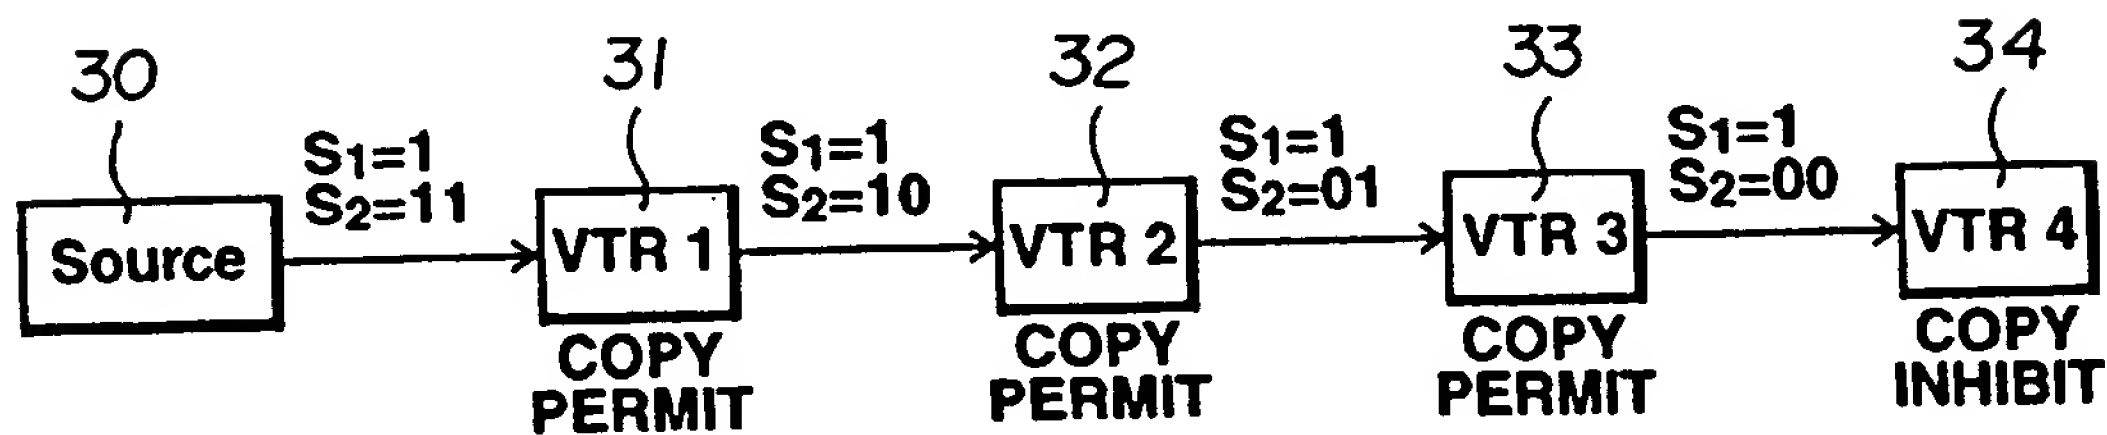 30
31
32
33
34
S1=1
S2=11
S1=1
S2=10
S1=1
S2=01
S1=1
S2=00
Source
VTR 1
VTR 2
VTR 3
VTR 4
COPY
PERMIT
COPY
PERMIT
COPY
PERMIT
COPY
INHIBIT